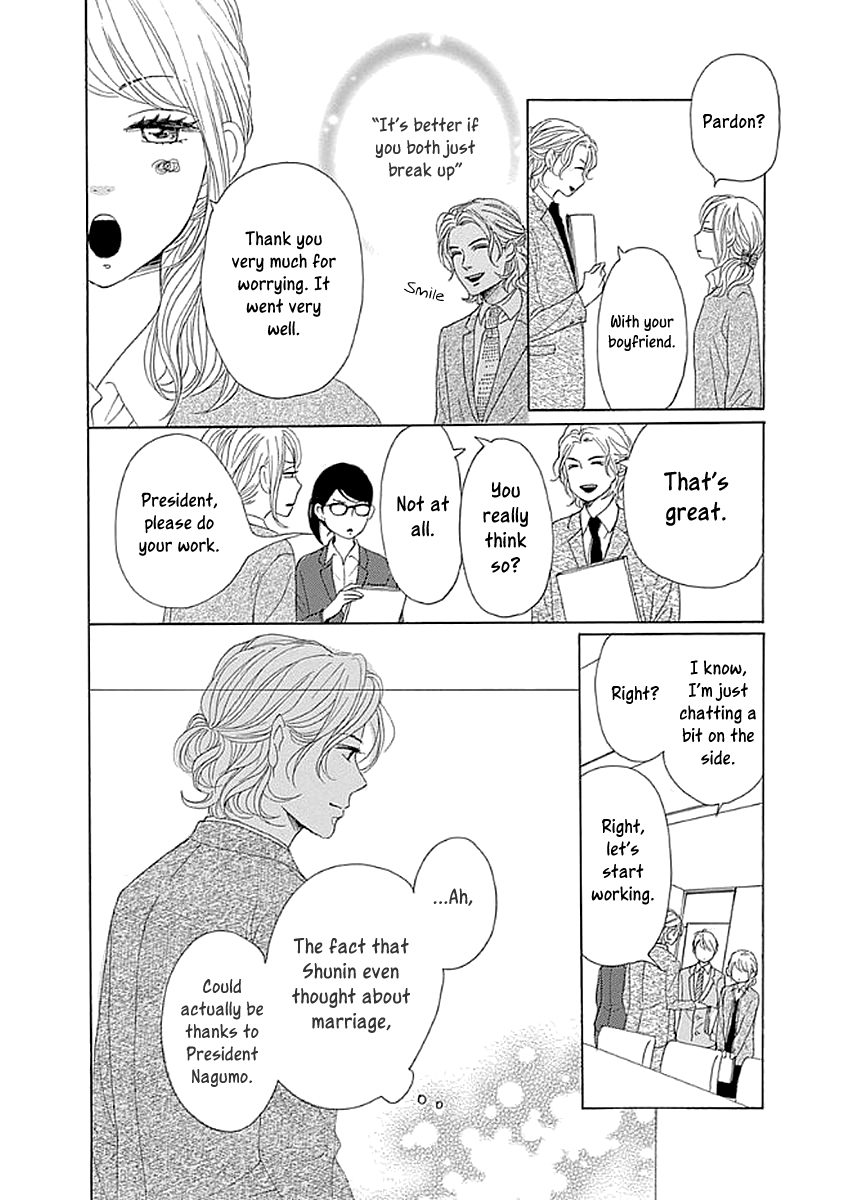 Pardon?
With your
boyfriend.
"It's better if
you both just
break up"
Smile
Thank you
very much for
worrying. It
went very
well.
That's
great.
You
really
think
so?
Not at
all.
President,
please do
your work.
I know,
I'm just
chatting a
bit on the
side.
Right?
Right,
let's
start
working.
...Ah,
The fact that
Shunin even
thought about
marriage,
Could
actually be
thanks to
President
Nagumo.